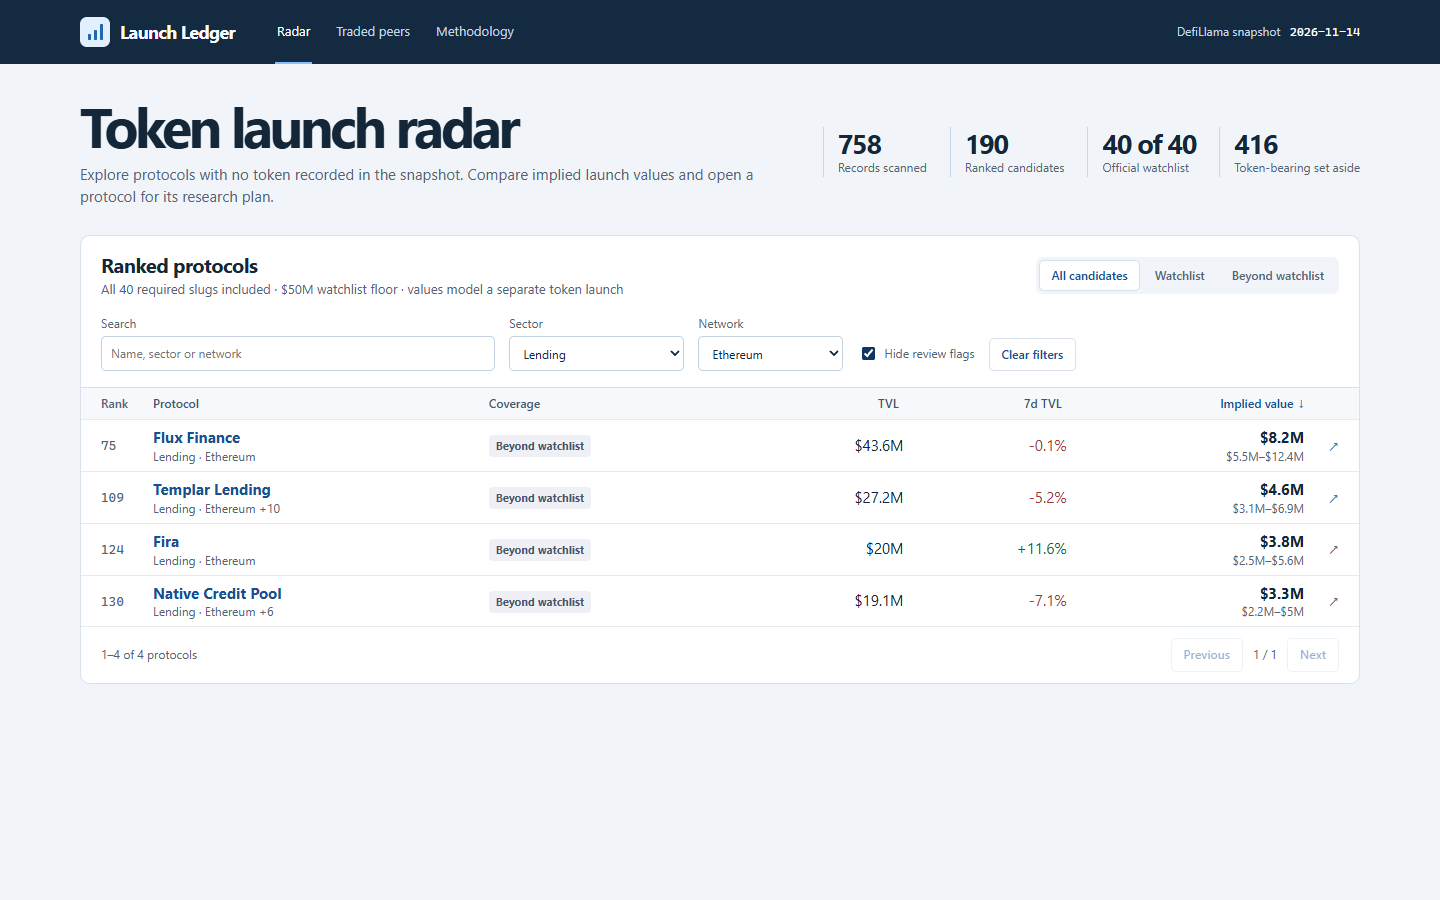 Launch Ledger
Radar
Traded peers
Methodology
DefiLlama snapshot 2026-11-14
Token launch radar
Explore protocols with no token recorded in the snapshot. Compare implied launch values and open a
protocol for its research plan.
758
Records scanned
190
Ranked candidates
40 of 40
Official watchlist
416
Token-bearing set aside
Ranked protocols
All 40 required slugs included · $50M watchlist floor · values model a separate token launch
All candidates
Watchlist
Beyond watchlist
Search
Name, sector or network
Sector
Lending
Network
Ethereum
Hide review flags
Clear filters
Rank Protocol Coverage TVL 7d TVL Implied value ↓
75 Flux Finance Beyond watchlist $43.6M -0.1% $8.2M ↗
Lending · Ethereum $5.5M–$12.4M
109 Templar Lending Beyond watchlist $27.2M -5.2% $4.6M ↗
Lending · Ethereum +10 $3.1M–$6.9M
124 Fira Beyond watchlist $20M +11.6% $3.8M ↗
Lending · Ethereum $2.5M–$5.6M
130 Native Credit Pool Beyond watchlist $19.1M -7.1% $3.3M ↗
Lending · Ethereum +6 $2.2M–$5M
1–4 of 4 protocols
Previous
1 / 1
Next